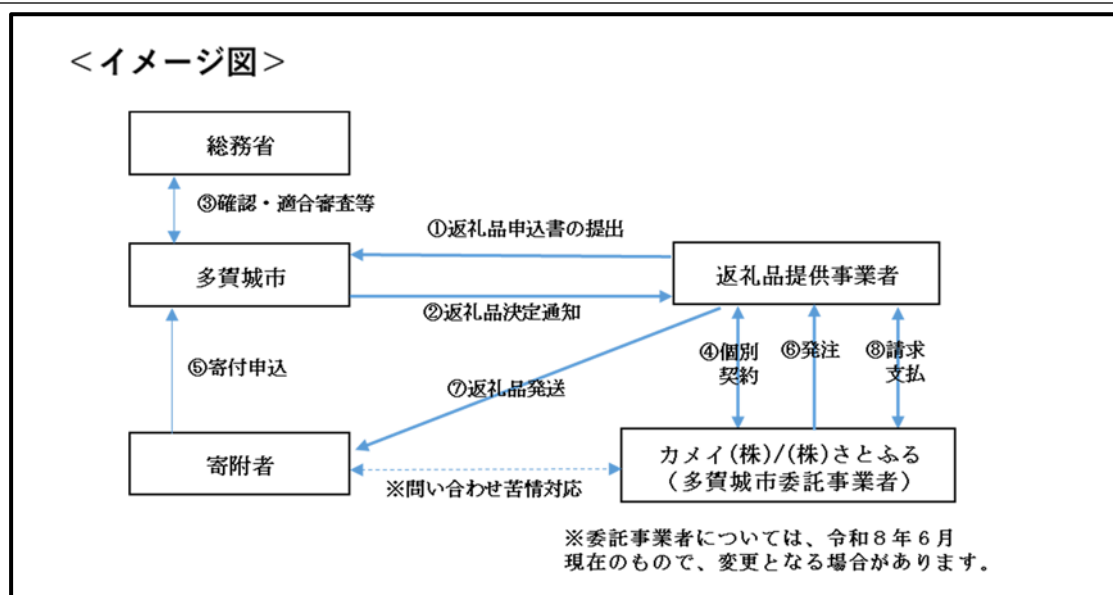 ＜イメージ図＞
総務省
③確認・適合審査等
①返礼品申込書の提出
多賀城市
返礼品提供事業者
②返礼品決定通知
④個別
契約
⑥発注
⑧請求
支払
⑤寄付申込
⑦返礼品発送
寄附者
カメイ(株)/(株)さとふる
（多賀城市委託事業者）
※問い合わせ苦情対応
※委託事業者については、令和８年６月
現在のもので、変更となる場合があります。